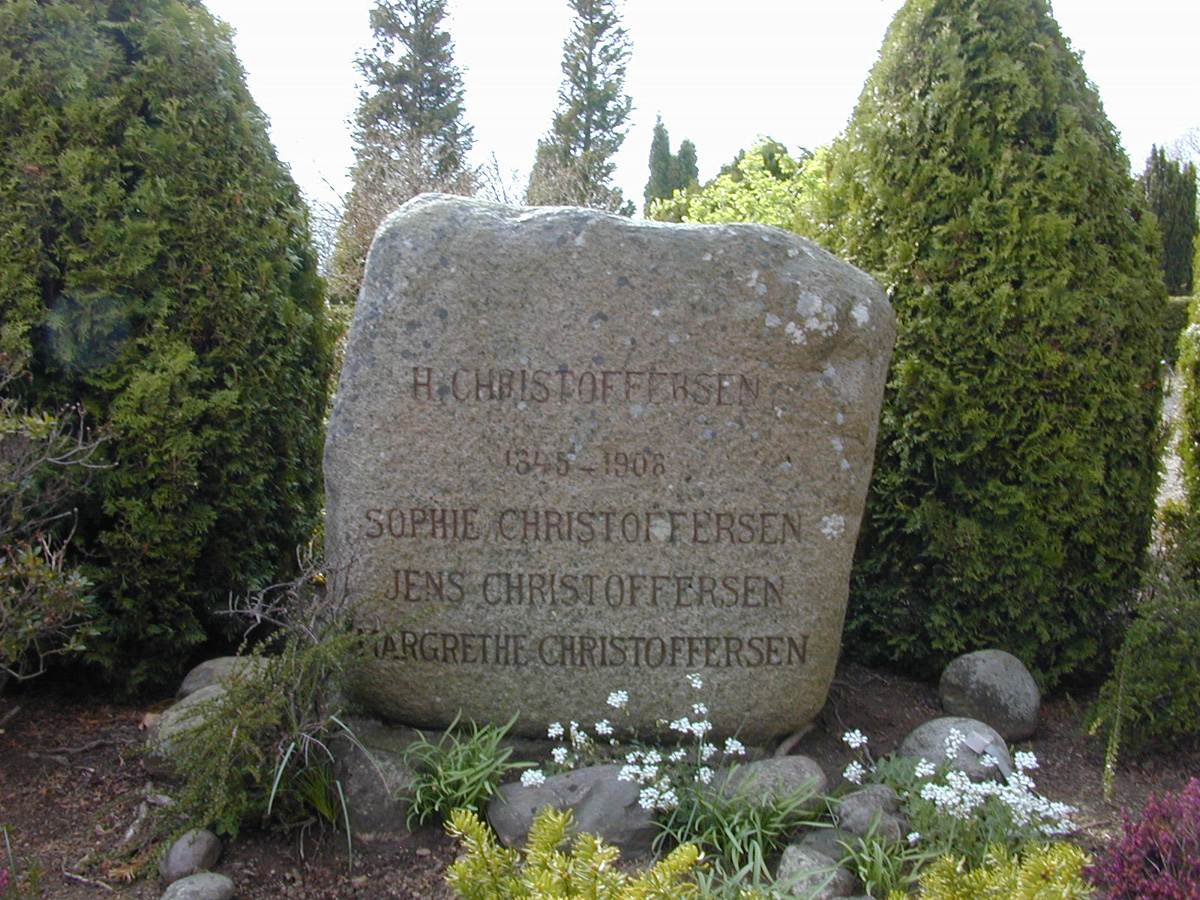 H. CHRISTOFFERSEN
1845-1908
SOPHIE CHRISTOFFERSEN
JENS CHRISTOFFERSEN
MARGRETHE CHRISTOFFERSEN